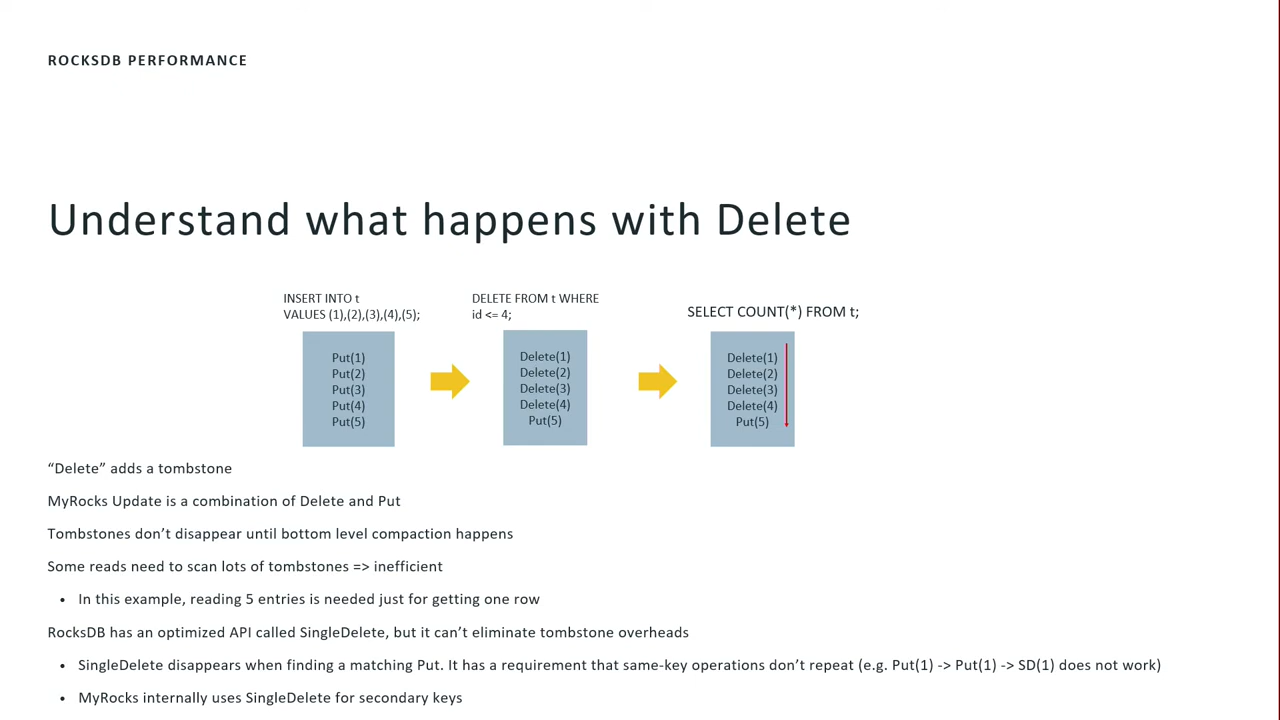 ROCKSDB PERFORMANCE
Understand what happens with Delete
INSERT INTO t
VALUES (1),(2),(3),(4),(5);
Put(1)
Put(2)
Put(3)
Put(4)
Put(5)
DELETE FROM t WHERE
id <= 4;
Delete(1)
Delete(2)
Delete(3)
Delete(4)
Put(5)
SELECT COUNT(*) FROM t;
Delete(1)
Delete(2)
Delete(3)
Delete(4)
Put(5)
“Delete” adds a tombstone
MyRocks Update is a combination of Delete and Put
Tombstones don’t disappear until bottom level compaction happens
Some reads need to scan lots of tombstones => inefficient
• In this example, reading 5 entries is needed just for getting one row
RocksDB has an optimized API called SingleDelete, but it can’t eliminate tombstone overheads
• SingleDelete disappears when finding a matching Put. It has a requirement that same-key operations don’t repeat (e.g. Put(1) -> Put(1) -> SD(1) does not work)
• MyRocks internally uses SingleDelete for secondary keys